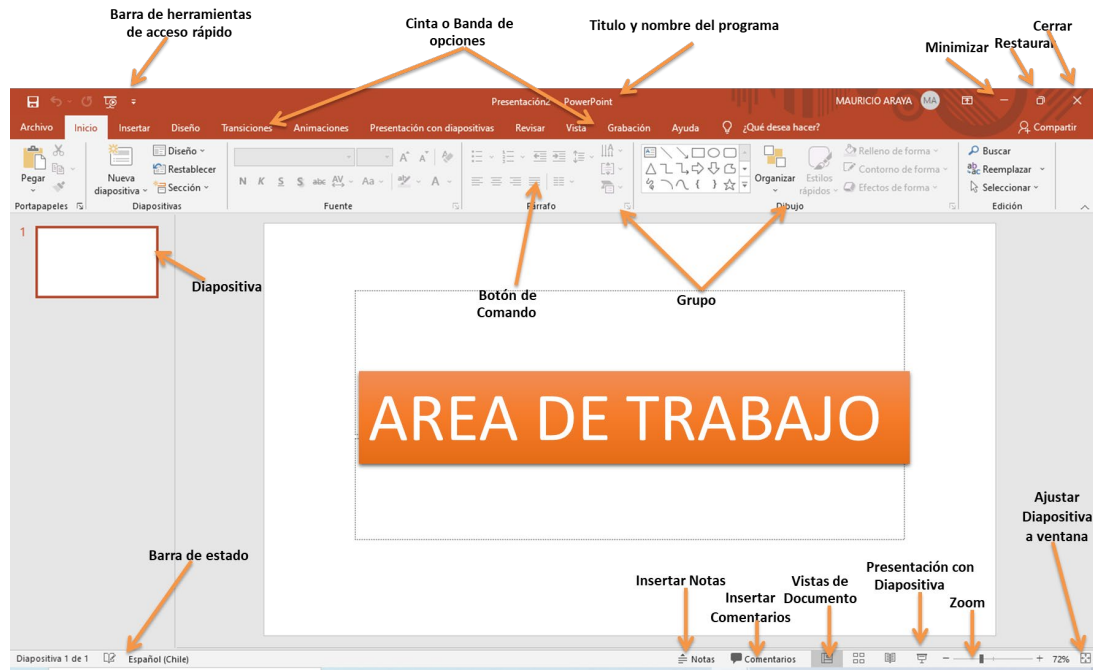 Barra de herramientas
de acceso rápido
Cinta o Banda de
opciones
Titulo y nombre del programa
Cerrar
Minimizar
Restaurar
PowerPoint
MAURICIO ARAYA
MA
Archivo
Inicio
Insertar
Diseño
Transiciones
Animaciones
Presentación con diapositivas
Revisar
Vista
Grabación
Ayuda
¿Qué desea hacer?
Compartir
Pegar
Nueva
diapositiva
Diseño
Restablecer
Sección
N K S S abc AV Aa A
A A
Organizar
Estilos
rápidos
Relleno de forma
Contorno de forma
Efectos de forma
Buscar
Reemplazar
Seleccionar
Portapapeles
Diapositivas
Fuente
Párrafo
Dibujo
Edición
1
Diapositiva
Botón de
Comando
Grupo
AREA DE TRABAJO
Ajustar
Diapositiva
a ventana
Barra de estado
Insertar Notas
Insertar
Comentarios
Vistas de
Documento
Presentación con
Diapositiva
Zoom
Diapositiva 1 de 1
Español (Chile)
Notas
Comentarios
72%